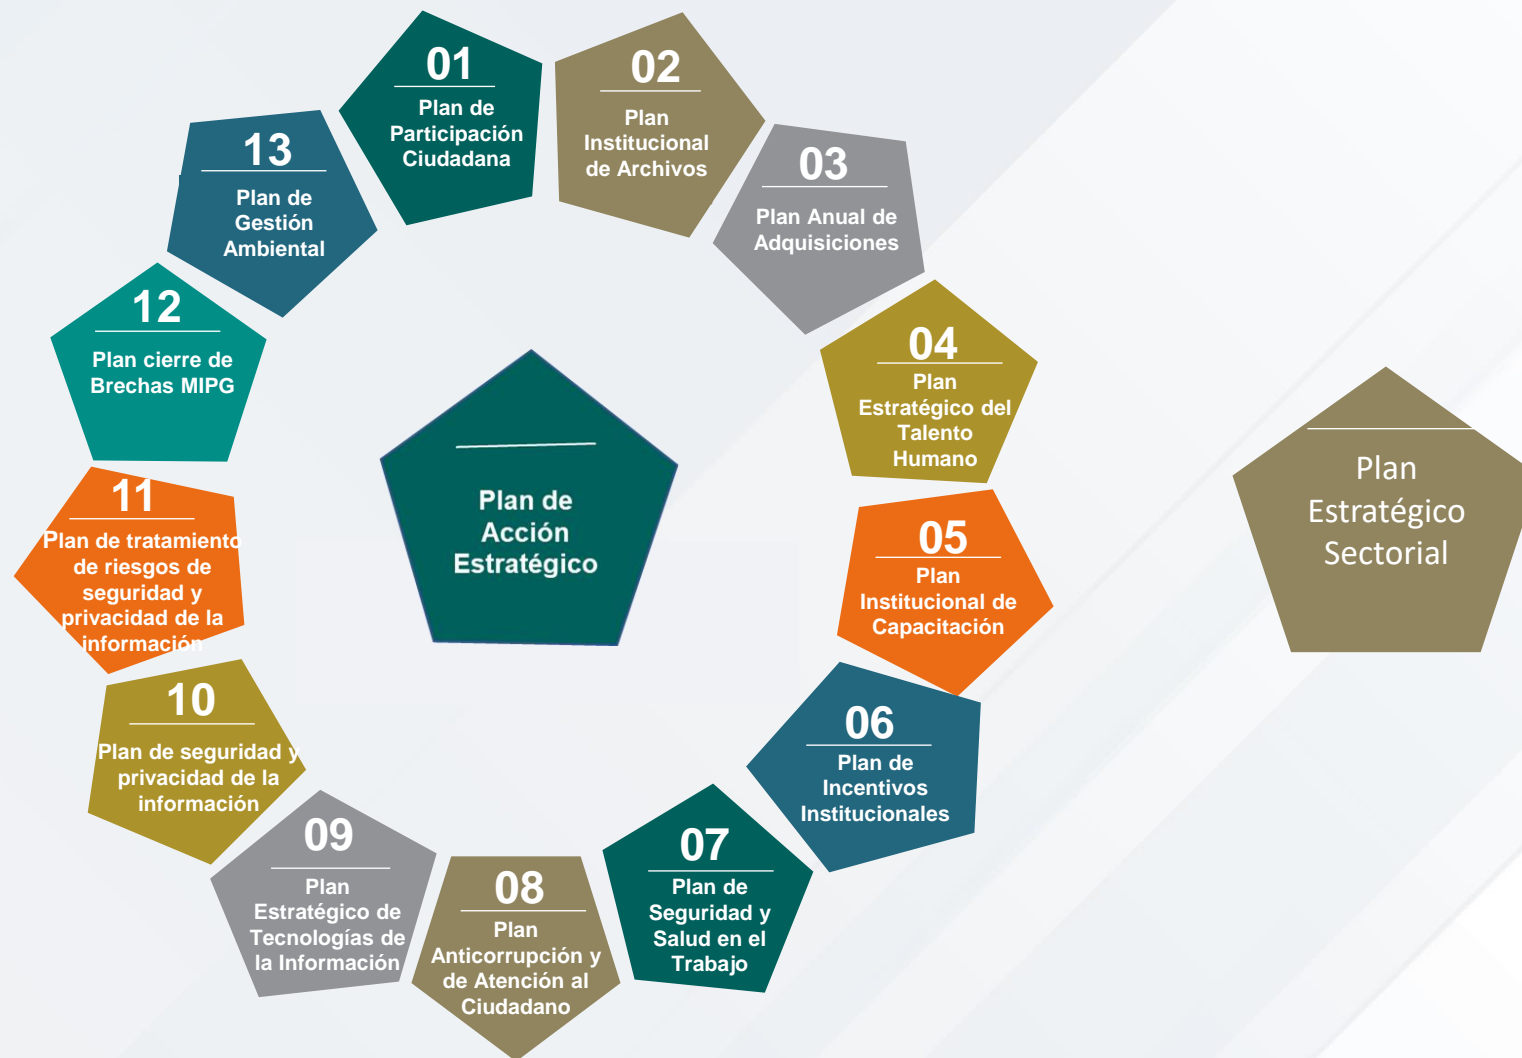 01
Plan de
Participación
Ciudadana
02
Plan
Institucional
de Archivos
03
Plan Anual de
Adquisiciones
04
Plan
Estratégico del
Talento
Humano
05
Plan
Institucional de
Capacitación
06
Plan de
Incentivos
Institucionales
07
Plan de
Seguridad y
Salud en el
Trabajo
08
Plan
Anticorrupción y
de Atención al
Ciudadano
09
Plan
Estratégico de
Tecnologías de
la Información
10
Plan de seguridad y
privacidad de la
información
11
Plan de tratamiento
de riesgos de
seguridad y
privacidad de la
información
12
Plan cierre de
Brechas MIPG
13
Plan de
Gestión
Ambiental
Plan de
Acción
Estratégico
Plan
Estratégico
Sectorial